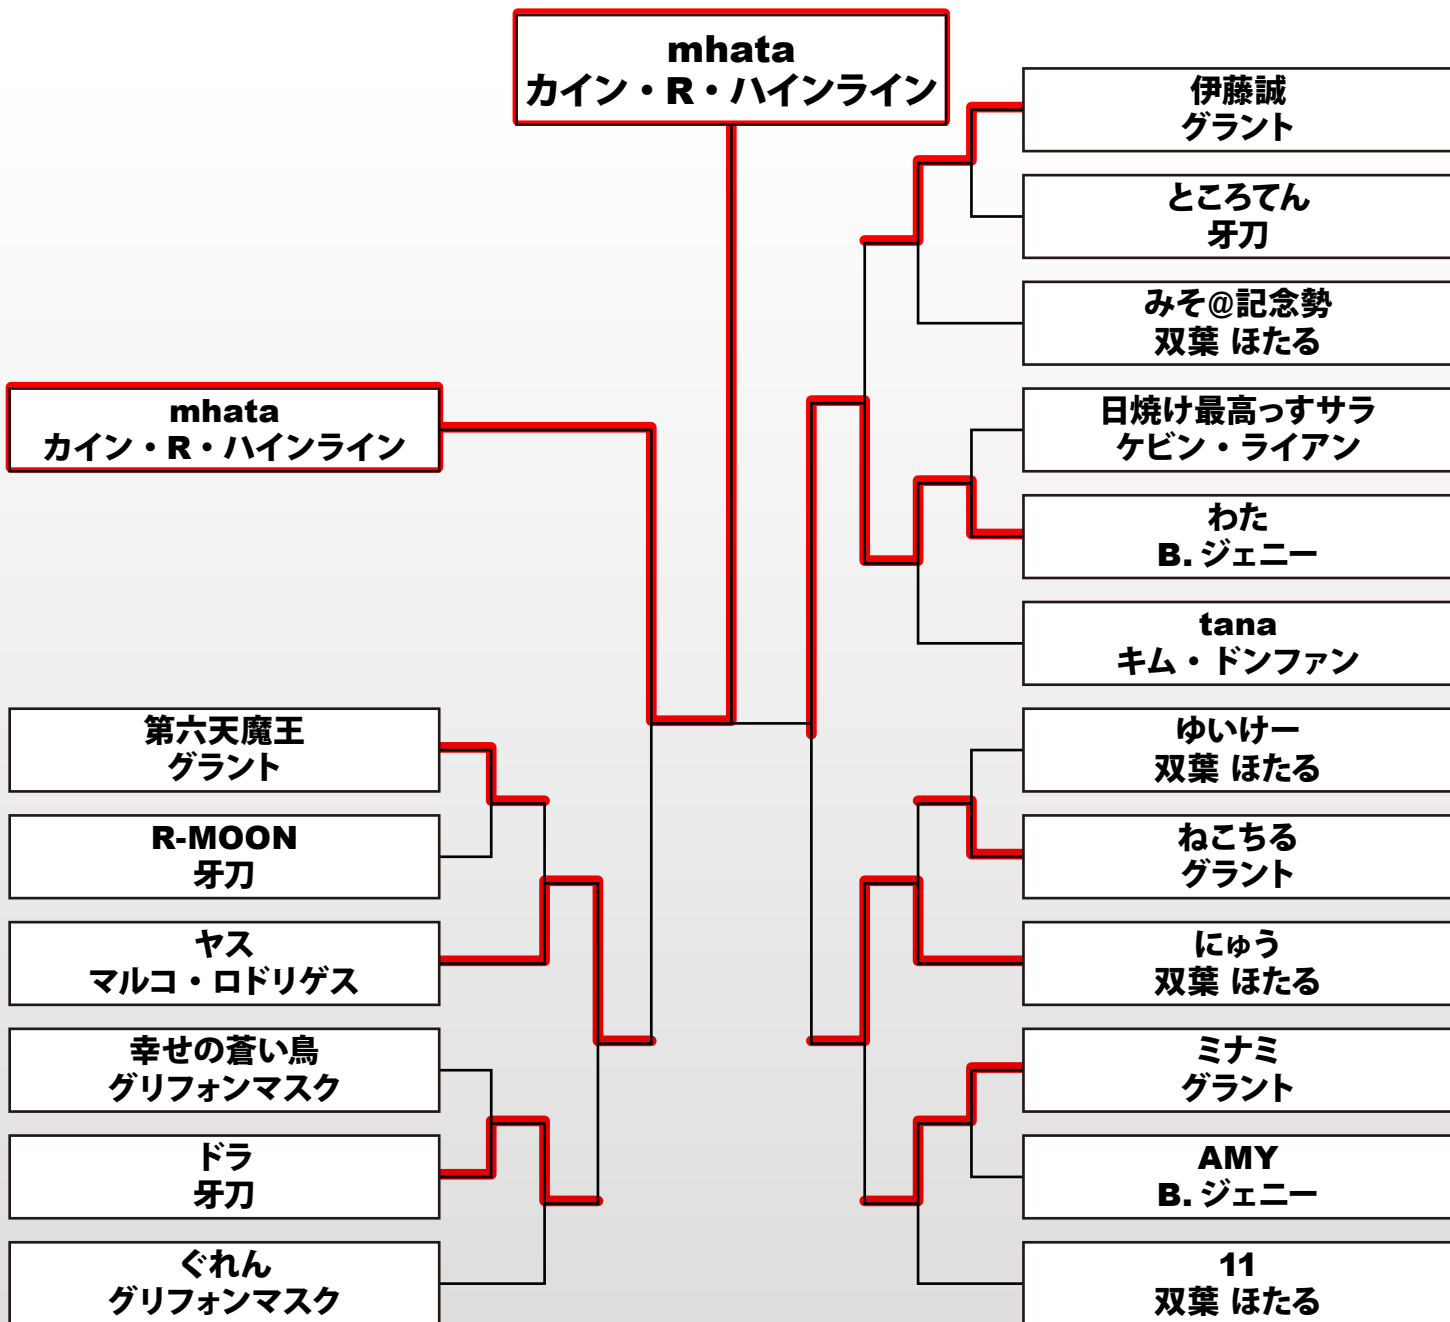 mhata
カイン・R・ハインライン
mhata
カイン・R・ハインライン
第六天魔王
グラント
R-MOON
牙刀
ヤス
マルコ・ロドリゲス
幸せの蒼い鳥
グリフォンマスク
ドラ
牙刀
ぐれん
グリフォンマスク
伊藤誠
グラント
ところてん
牙刀
みそ@記念勢
双葉 ほたる
日焼け最高っすサラ
ケビン・ライアン
わた
B. ジェニー
tana
キム・ドンファン
ゆいけー
双葉 ほたる
ねこちる
グラント
にゅう
双葉 ほたる
ミナミ
グラント
AMY
B. ジェニー
11
双葉 ほたる